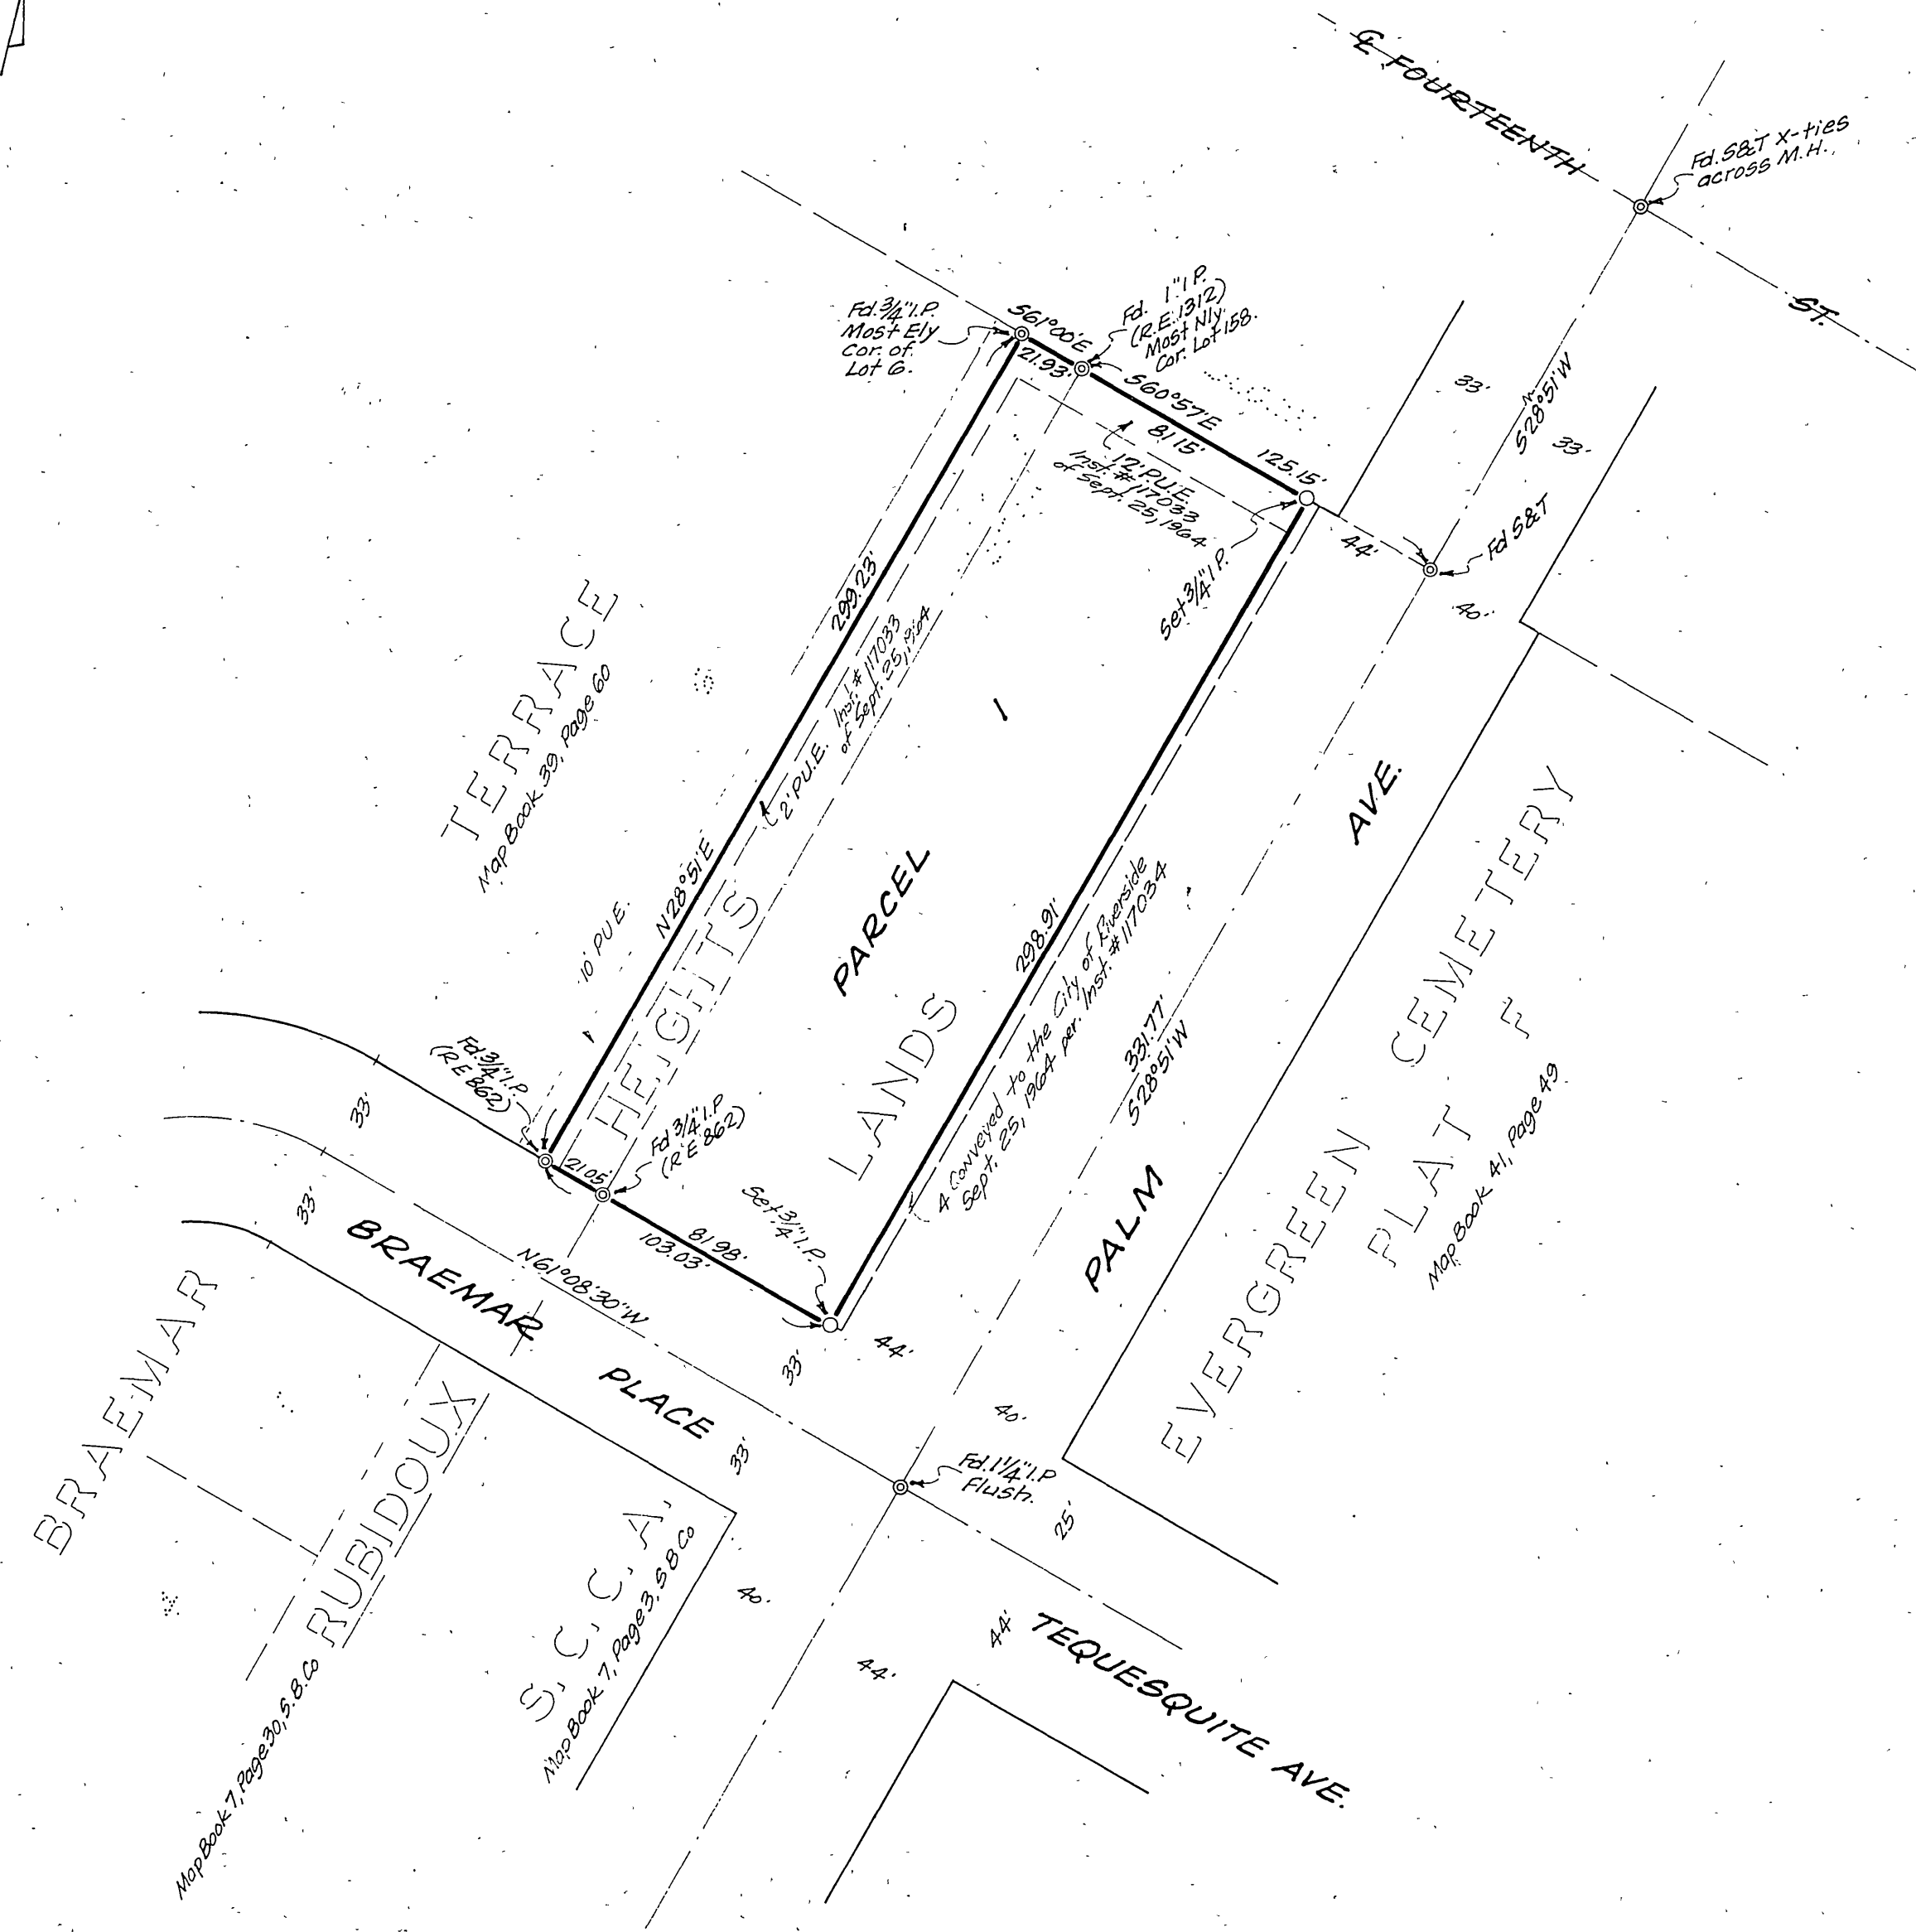 ℄ FOURTEENTH
ST.
Fd. S&T X-ties
across M.H.
Fd. 3/4" I.P.
Most Ely
Cor. of
Lot 6.
S61°00'E
21.93'
Fd. 1" I.P.
(R.E. 1312)
Most Nly.
Cor. Lot 158.
S60°57'E
81.15'
125.15'
12' P.U.E.
Inst. #117033
of Sept. 25, 1964
Set 3/4" I.P.
44'
33'
S28°51'W
33'
Fd S&T
40'
299.23'
N28°51'E
2' P.U.E. Inst. #117033
of Sept. 25, 1964
TERRACE
Map Book 39, Page 60
10' P.U.E.
HEIGHTS
PARCEL 1
LANDS
298.91'
4' Conveyed to the City of Riverside
Sept. 25, 1964 per. Inst. #117034
331.77'
S28°51'W
PALM AVE.
EVERGREEN CEMETERY
PLAT F
Map Book 41, Page 49
Fd. 3/4" I.P.
(R.E 862)
33'
33'
21.05'
Fd 3/4" I.P
(R.E 862)
81.98'
103.03'
Set 3/4" I.P.
N61°08'30"W
BRAEMAR PLACE
33'
44'
33'
40'
Fd. 1 1/4" I.P
Flush.
25'
BRAEMAR
RUBIDOUX
Map Book 7, Page 30, S.B.Co
S. C. C. A.
Map Book 7, Page 3, S B Co
40'
44'
44'
TEQUESQUITE AVE.